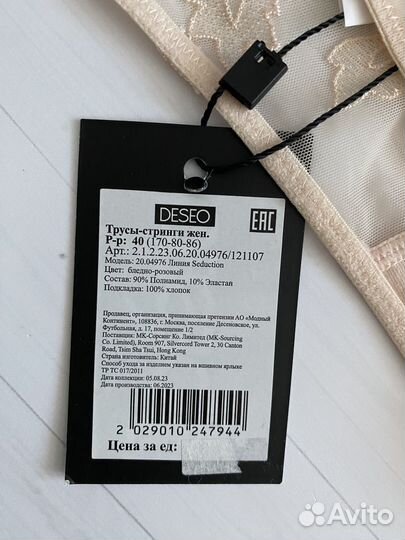 DESEO
EAC
Трусы-стринги жен.
Р-р: 40 (170-80-86)
Арт.: 2.1.2.23.06.20.04976/121107
Модель: 20.04976 Линия Seduction
Цвет: бледно-розовый
Состав: 90% Полиамид, 10% Эластан
Подкладка: 100% хлопок
Продавец, организация, принимающая претензии АО «Модный
Континент», 108836, г. Москва, поселение Десеновское, ул.
Футбольная, д. 17, помещение 1/2
Поставщик: МК-Сорсинг Ко. Лимитед (MK-Sourcing
Co. Limited), Room 907, Silvercord Tower 2, 30 Canton
Road, Tsim Sha Tsui, Hong Kong
Страна изготовитель: Китай
Способ ухода за изделием указан на вшивном ярлыке
ТР ТС 017/2011
Дата коллекции: 05.08.23
Дата производства: 06.2023
2 029010 247944
Цена за ед:
Avito